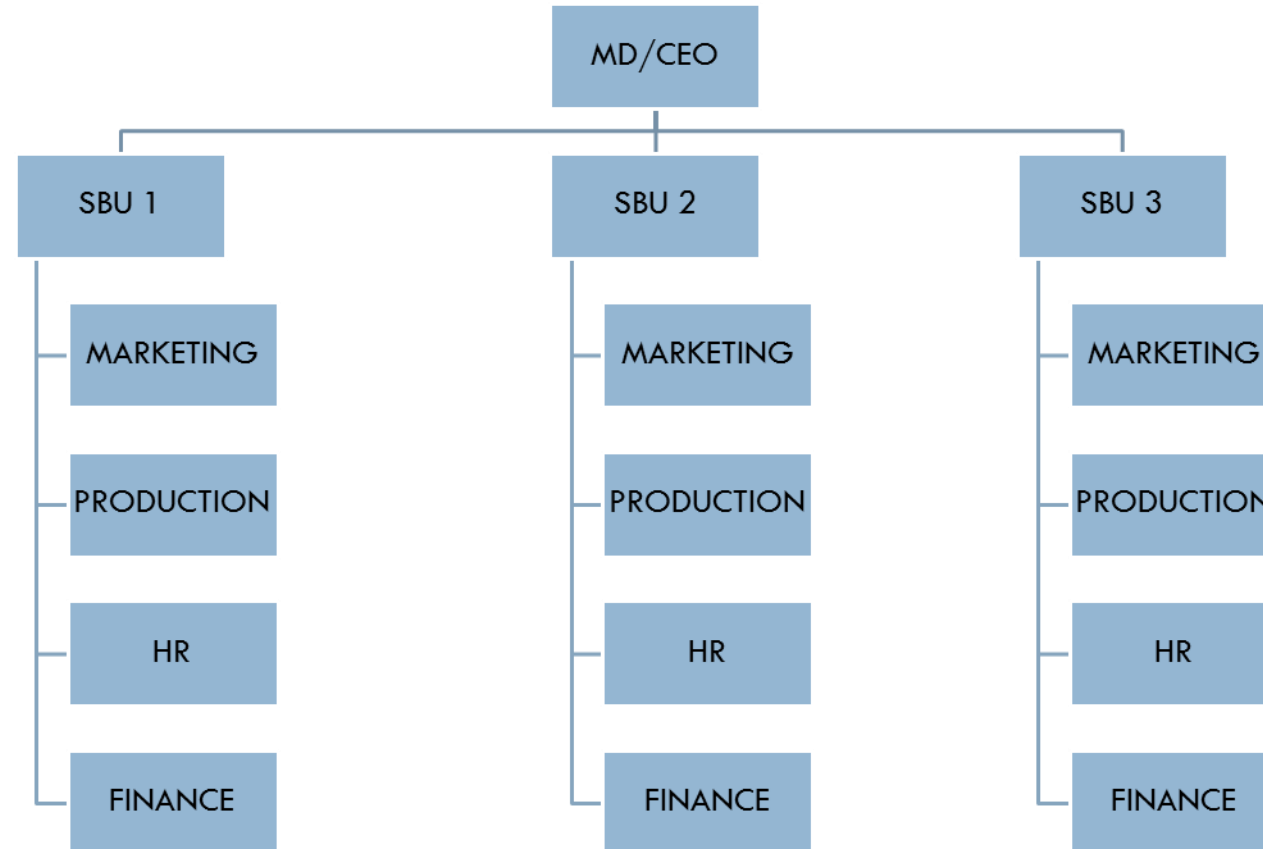 MD/CEO
SBU 1
SBU 2
SBU 3
MARKETING
MARKETING
MARKETING
PRODUCTION
PRODUCTION
PRODUCTION
HR
HR
HR
FINANCE
FINANCE
FINANCE